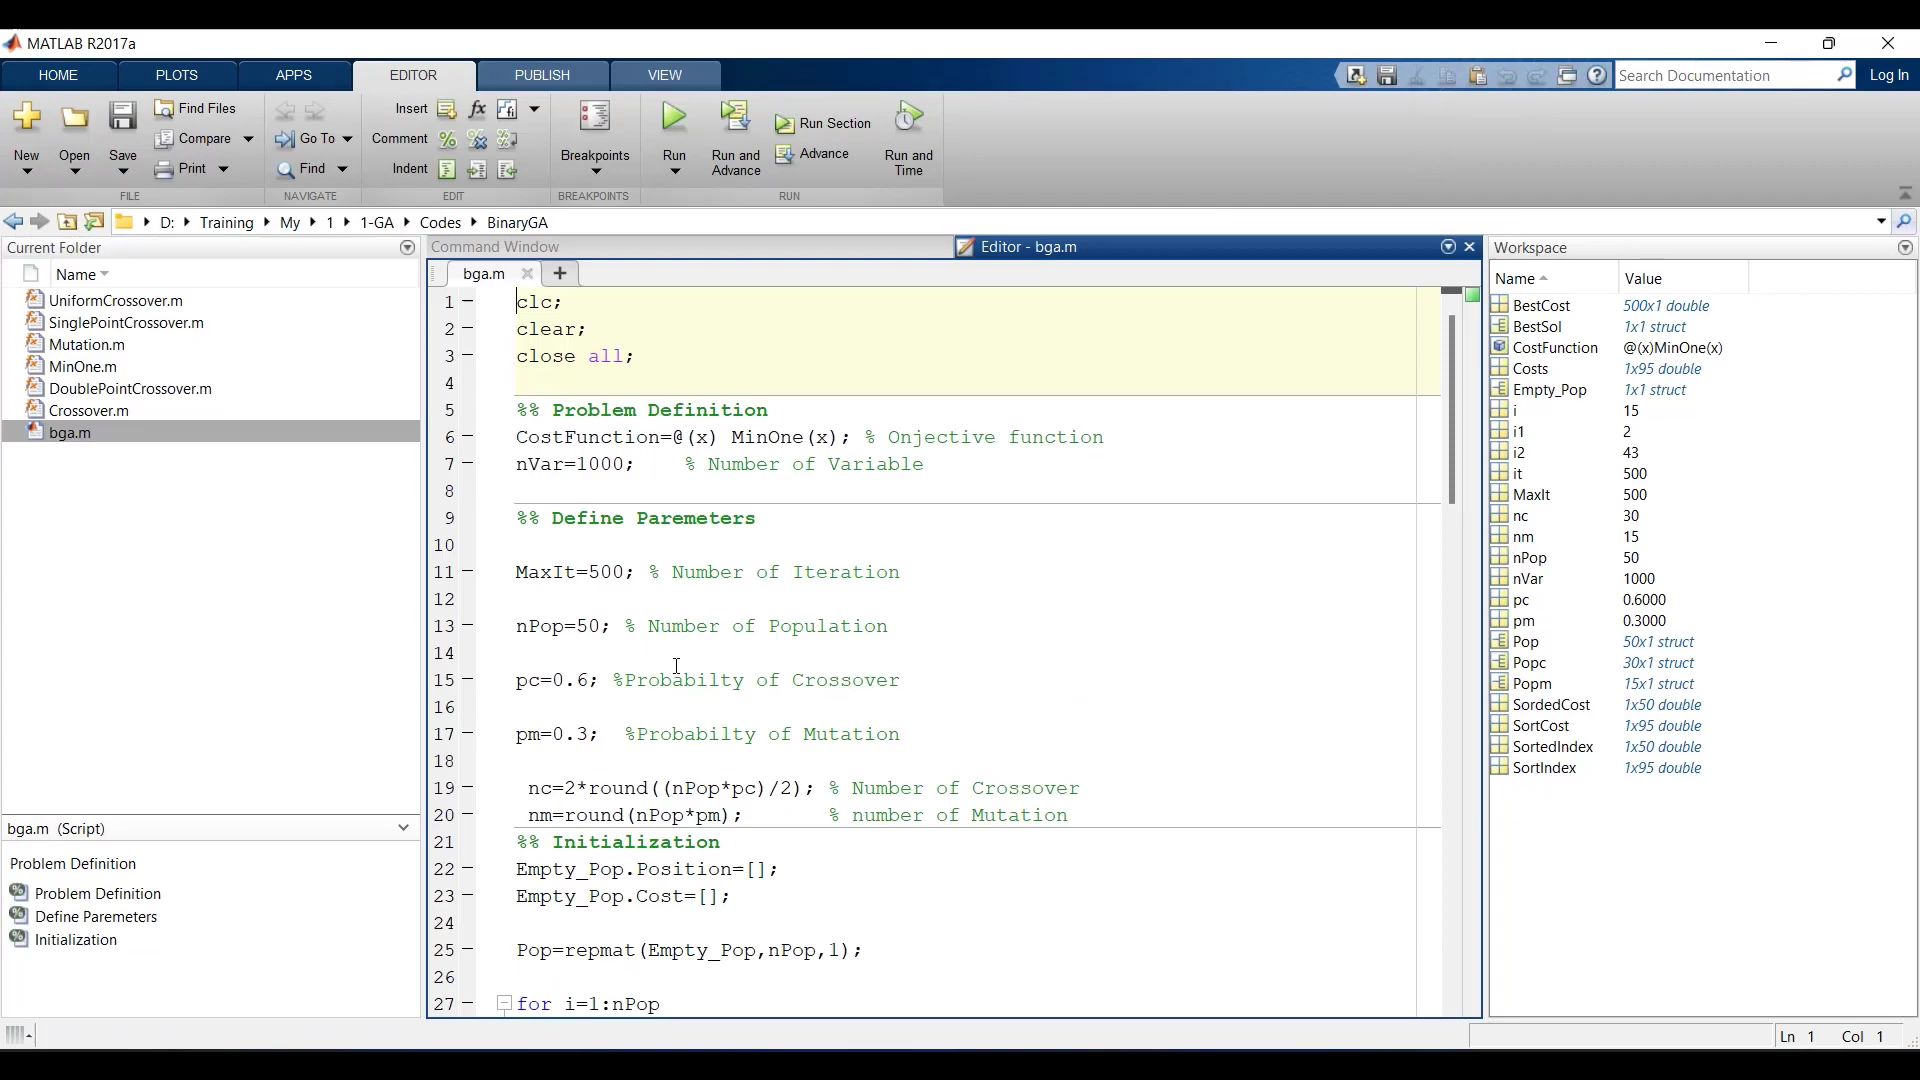 MATLAB R2017a
HOME PLOTS APPS EDITOR PUBLISH VIEW
Search Documentation Log In
New Open Save
Find Files
Compare
Print
FILE
Go To
Find
NAVIGATE
Insert fx
Comment
Indent
EDIT
Breakpoints
BREAKPOINTS
Run
Run and Advance
Run Section
Advance
Run and Time
RUN
D: Training My 1 1-GA Codes BinaryGA
Current Folder
Name
UniformCrossover.m
SinglePointCrossover.m
Mutation.m
MinOne.m
DoublePointCrossover.m
Crossover.m
bga.m
bga.m (Script)
Problem Definition
Problem Definition
Define Paremeters
Initialization
Command Window
Editor - bga.m
bga.m
1 clc;
2 clear;
3 close all;
4
5 %% Problem Definition
6 CostFunction=@(x) MinOne(x); % Onjective function
7 nVar=1000; % Number of Variable
8
9 %% Define Paremeters
10
11 MaxIt=500; % Number of Iteration
12
13 nPop=50; % Number of Population
14
15 pc=0.6; %Probabilty of Crossover
16
17 pm=0.3; %Probabilty of Mutation
18
19 nc=2*round((nPop*pc)/2); % Number of Crossover
20 nm=round(nPop*pm); % number of Mutation
21 %% Initialization
22 Empty_Pop.Position=[];
23 Empty_Pop.Cost=[];
24
25 Pop=repmat(Empty_Pop,nPop,1);
26
27 for i=1:nPop
Workspace
Name Value
BestCost 500x1 double
BestSol 1x1 struct
CostFunction @(x)MinOne(x)
Costs 1x95 double
Empty_Pop 1x1 struct
i 15
i1 2
i2 43
it 500
MaxIt 500
nc 30
nm 15
nPop 50
nVar 1000
pc 0.6000
pm 0.3000
Pop 50x1 struct
Popc 30x1 struct
Popm 15x1 struct
SordedCost 1x50 double
SortCost 1x95 double
SortedIndex 1x50 double
SortIndex 1x95 double
Ln 1 Col 1